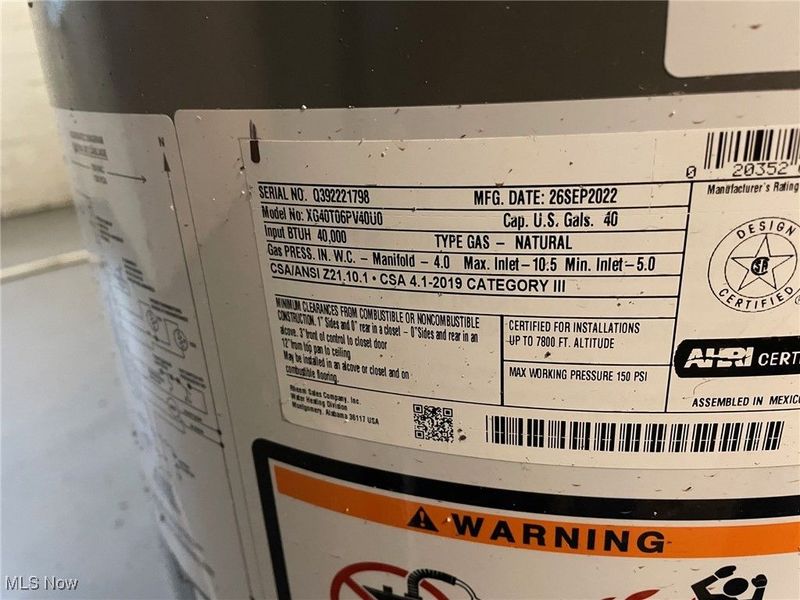 20352
Manufacturer's Rating
SERIAL NO. Q392221798 MFG. DATE: 26SEP2022
Model No: XG40T06PV40U0 Cap. U.S. Gals. 40
Input BTUH 40,000 TYPE GAS - NATURAL
Gas PRESS. IN. W.C. - Manifold - 4.0 Max. Inlet-10:5 Min. Inlet-5.0
CSA/ANSI Z21.10.1 • CSA 4.1-2019 CATEGORY III
DESIGN
CERTIFIED
MINIMUM CLEARANCES FROM COMBUSTIBLE OR NONCOMBUSTIBLE
CONSTRUCTION. 1" Sides and 0" rear in a closet - 0" Sides and rear in an
alcove. 3" front of control to closet door
12" from top pan to ceiling
May be installed in an alcove or closet and on
combustible flooring.
CERTIFIED FOR INSTALLATIONS
UP TO 7800 FT. ALTITUDE
MAX WORKING PRESSURE 150 PSI
AHRI CERT
ASSEMBLED IN MEXICO
Rheem Sales Company, Inc.
Water Heating Division
Montgomery, Alabama 36117 USA
WARNING
MLS Now